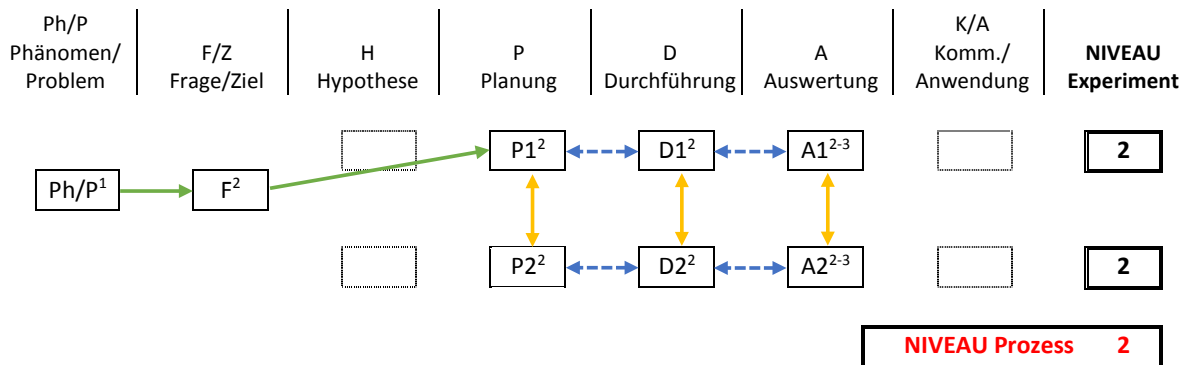 Ph/P
Phänomen/
Problem
F/Z
Frage/Ziel
H
Hypothese
P
Planung
D
Durchführung
A
Auswertung
K/A
Komm./
Anwendung
NIVEAU
Experiment
P1²
D1²
A1²⁻³
2
Ph/P¹
F²
P2²
D2²
A2²⁻³
2
NIVEAU Prozess 2